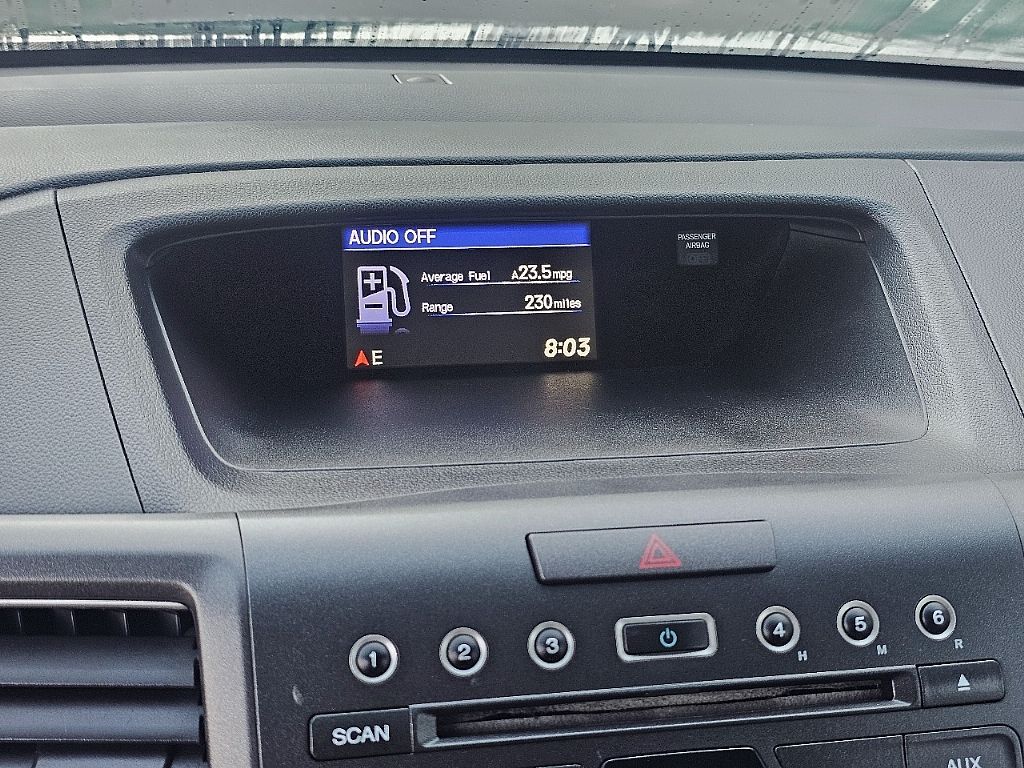 AUDIO OFF
Average Fuel A23.5mpg
Range 230miles
E 8:03
PASSENGER
AIRBAG
OFF
1 2 3 4 5 6
H M R
SCAN
AUX